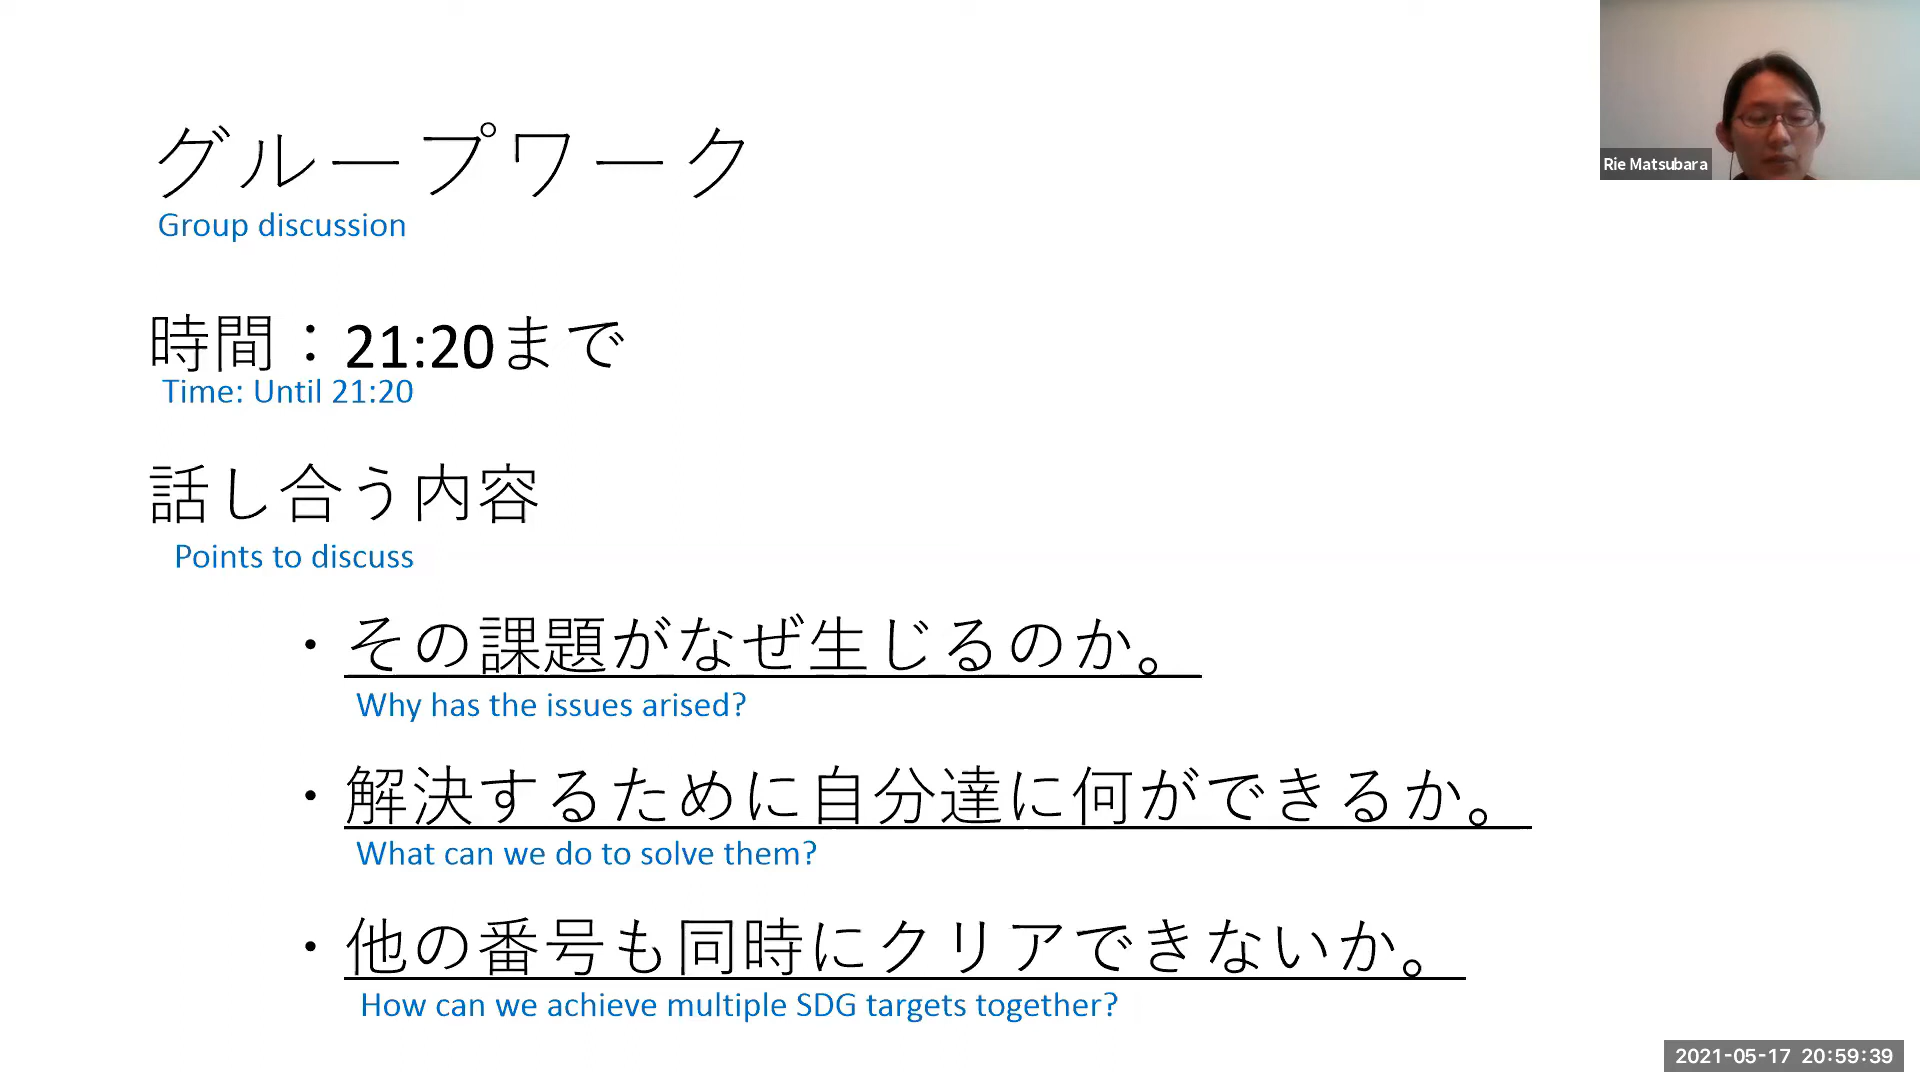 グループワーク
Group discussion
時間：21:20まで
Time: Until 21:20
話し合う内容
Points to discuss
・その課題がなぜ生じるのか。
Why has the issues arised?
・解決するために自分達に何ができるか。
What can we do to solve them?
・他の番号も同時にクリアできないか。
How can we achieve multiple SDG targets together?
Rie Matsubara
2021-05-17 20:59:39